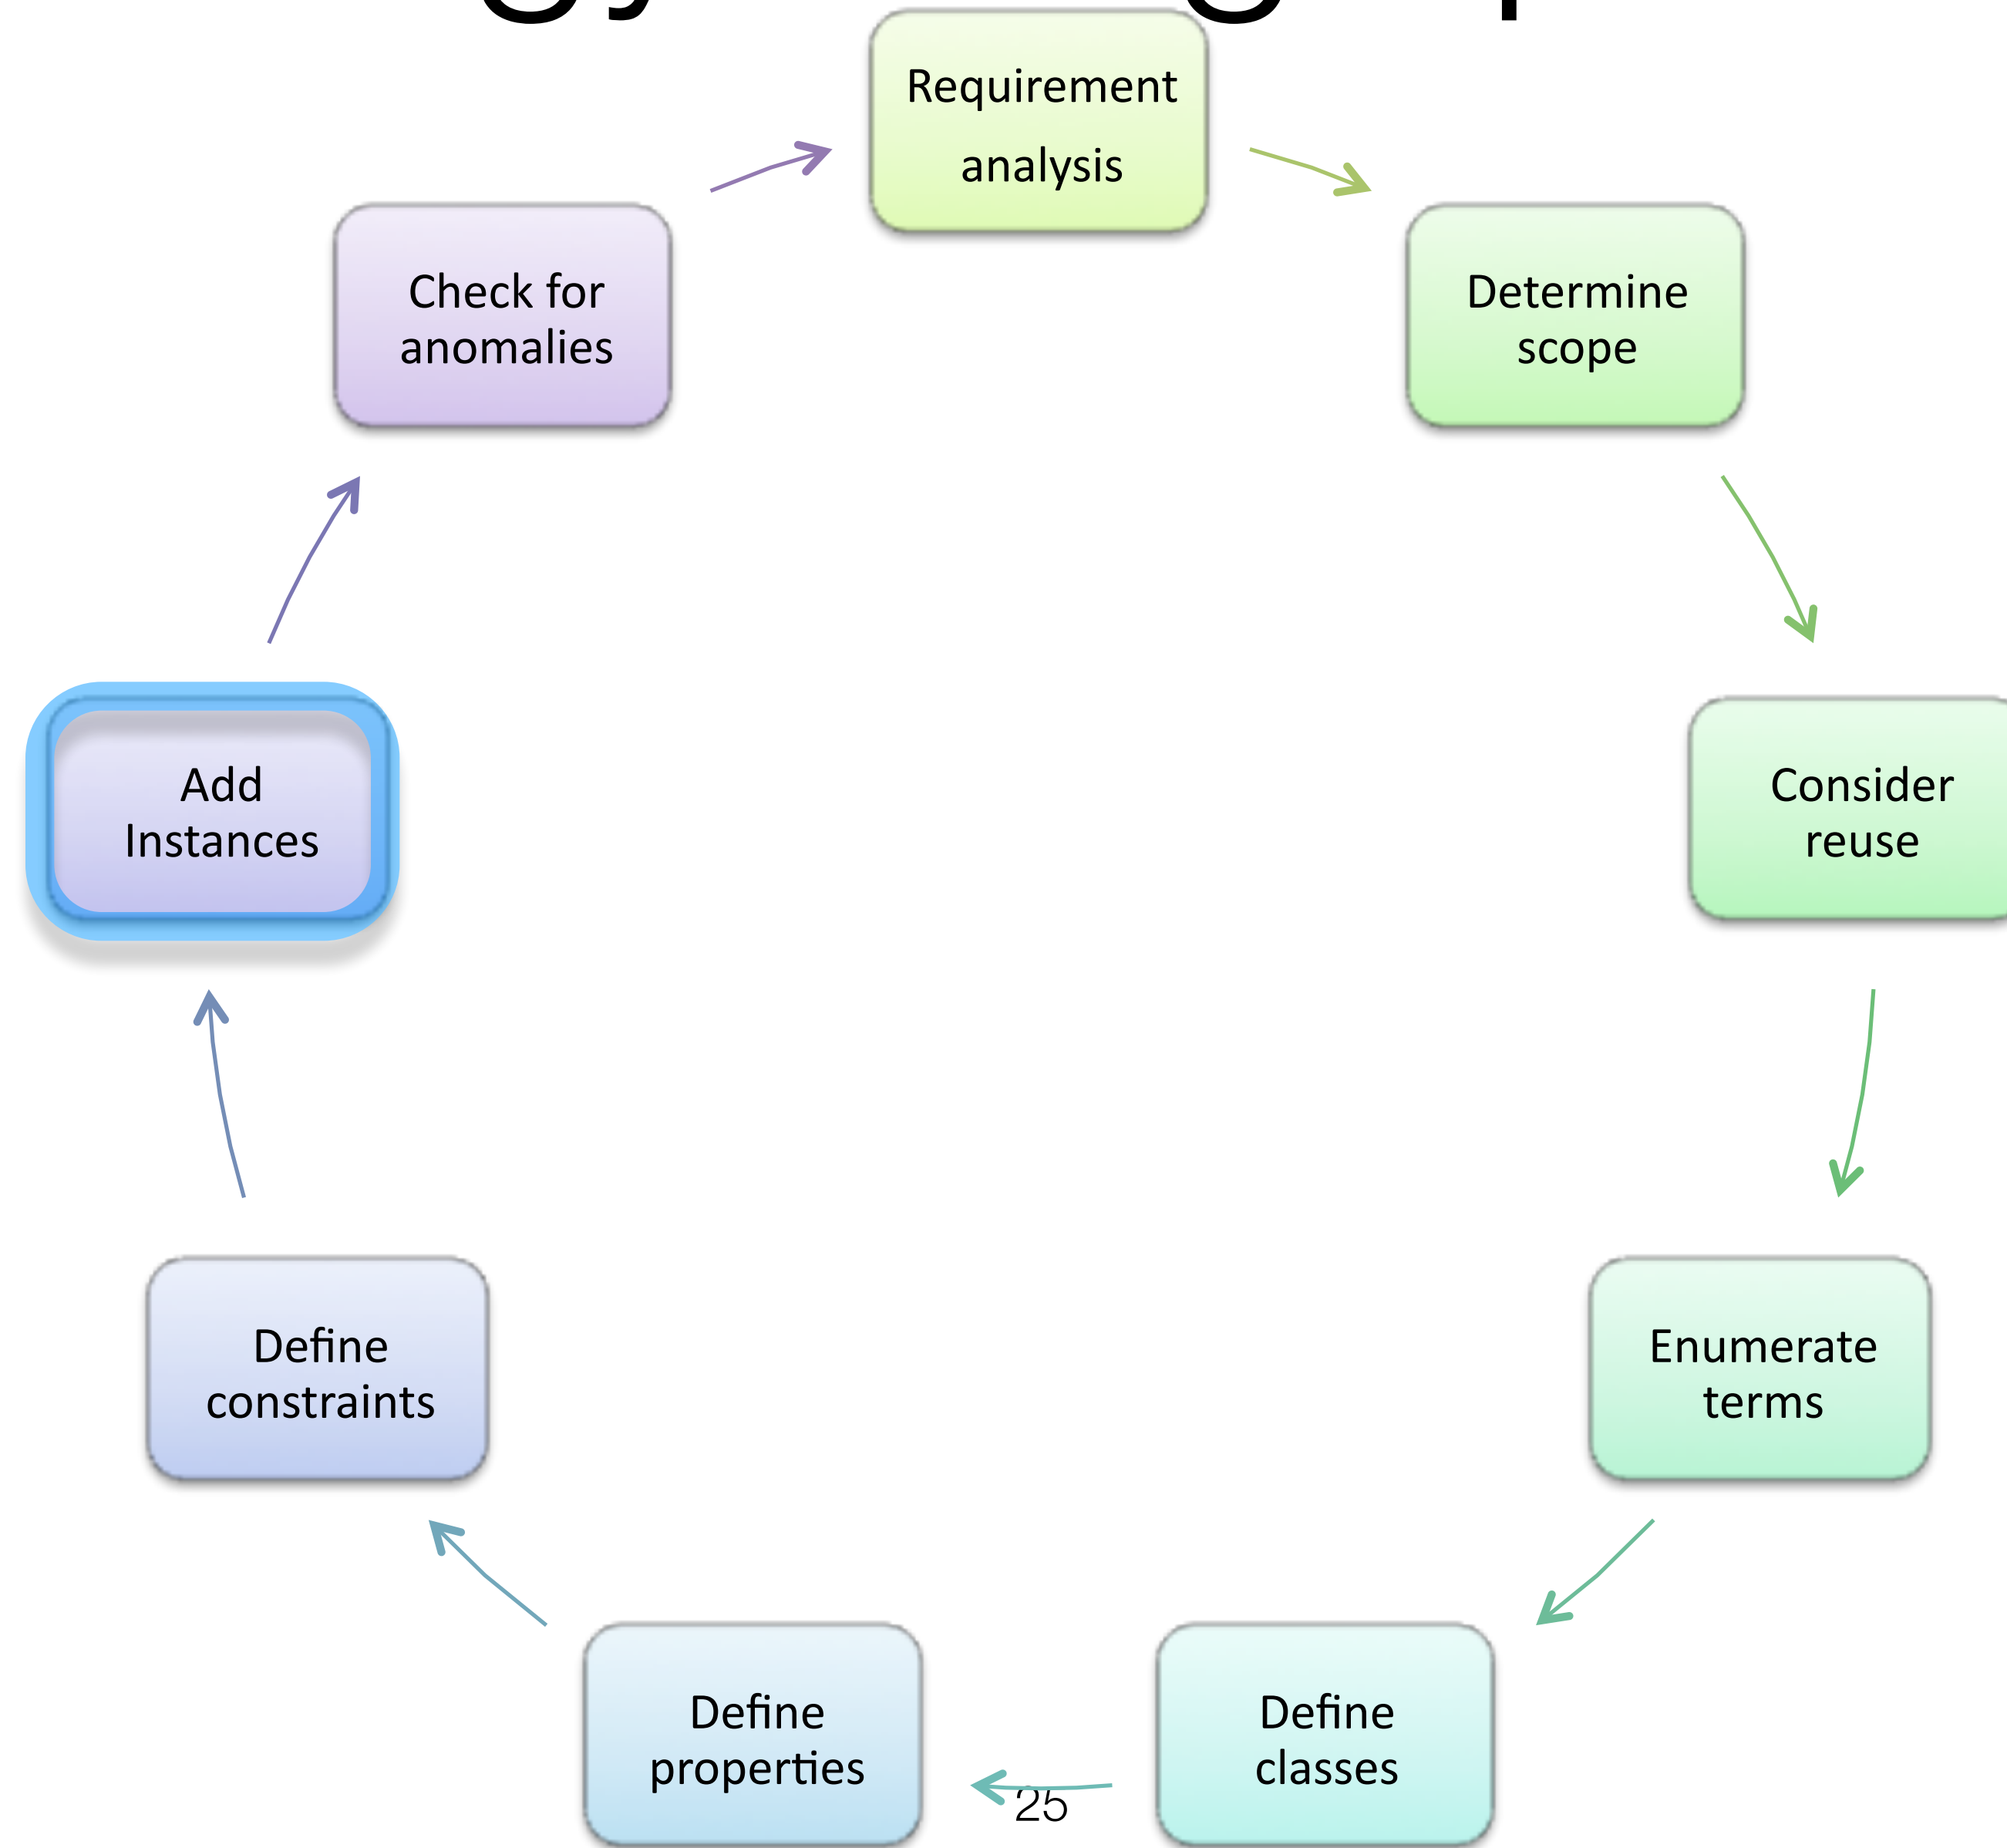 Requirement
analysis
Determine
scope
Consider
reuse
Enumerate
terms
Define
classes
Define
properties
Define
constraints
Add
Instances
Check for
anomalies
25